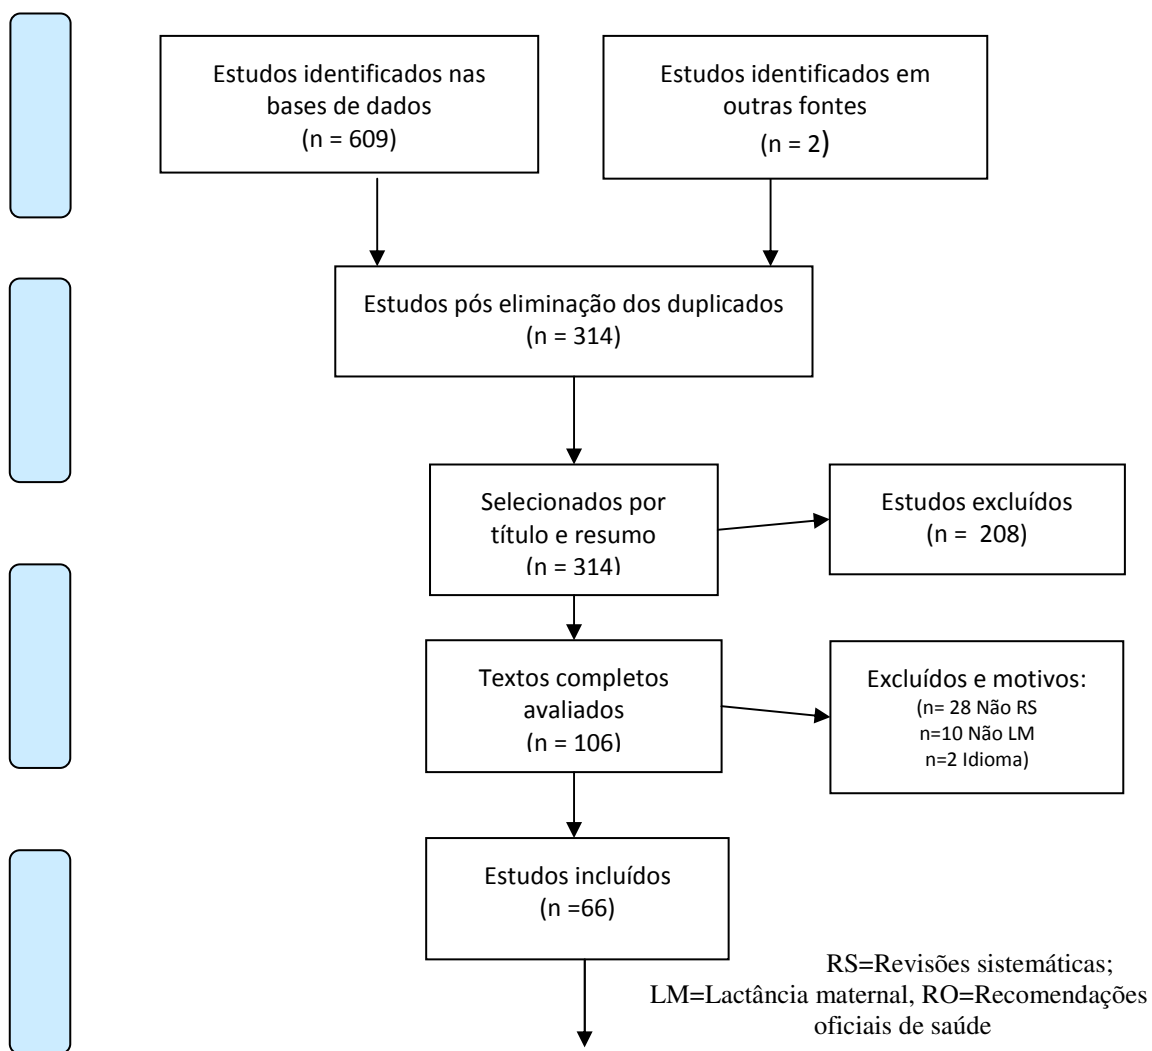 Estudos identificados nas
bases de dados
(n = 609)
Estudos identificados em
outras fontes
(n = 2)
Estudos pós eliminação dos duplicados
(n = 314)
Selecionados por
título e resumo
(n = 314)
Estudos excluídos
(n =  208)
Textos completos
avaliados
(n = 106)
Excluídos e motivos:
(n= 28 Não RS
n=10 Não LM
n=2 Idioma)
Estudos incluídos
(n =66)
RS=Revisões sistemáticas;
LM=Lactância maternal, RO=Recomendações
oficiais de saúde